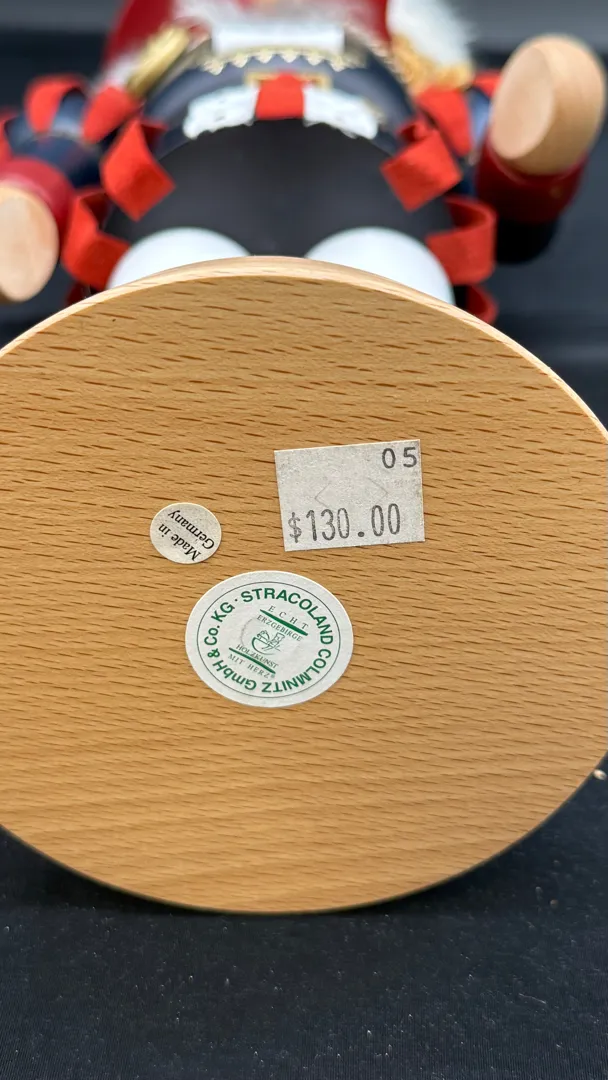 05
$130.00
Made in
Germany
STRACOLAND COLMNITZ GmbH & Co. KG ·
ECHT
ERZGEBIRGE
HOLZKUNST
MIT HERZ®